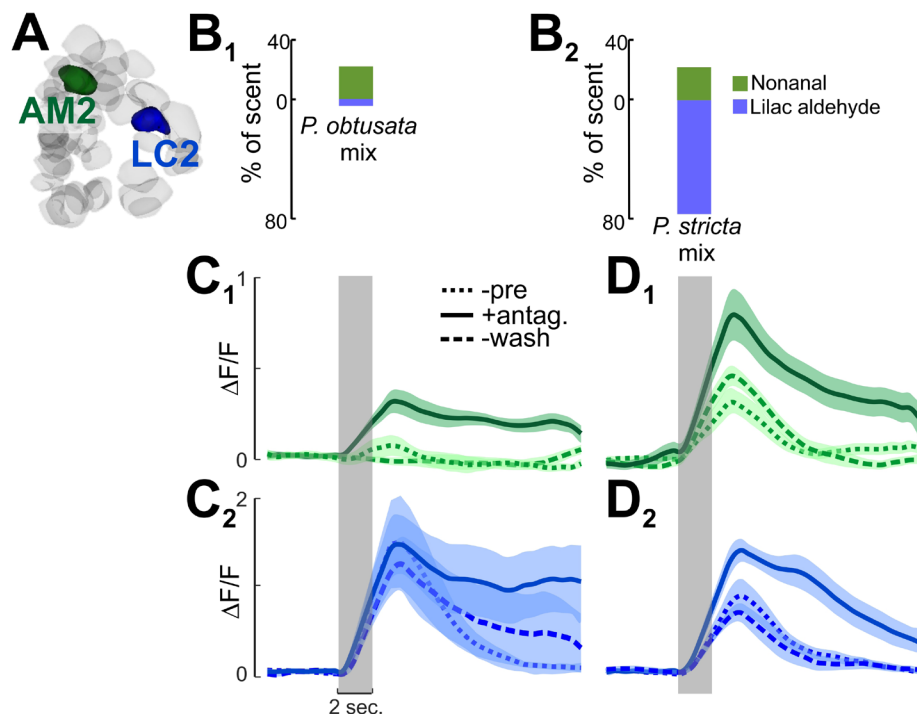 A
AM2
LC2
B1
40
0
80
% of scent
P. obtusata
mix
B2
40
0
80
% of scent
P. stricta
mix
Nonanal
Lilac aldehyde
C1
1
0
ΔF/F
-pre
+antag.
-wash
D1
C2
2
1
0
ΔF/F
2 sec.
D2